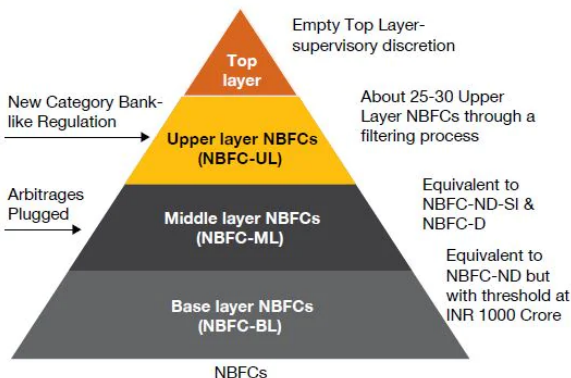 Empty Top Layer-
supervisory discretion
Top
layer
New Category Bank-
like Regulation
About 25-30 Upper
Layer NBFCs through a
filtering process
Upper layer NBFCs
(NBFC-UL)
Arbitrages
Plugged
Equivalent to
NBFC-ND-SI &
NBFC-D
Middle layer NBFCs
(NBFC-ML)
Equivalent to
NBFC-ND but
with threshold at
INR 1000 Crore
Base layer NBFCs
(NBFC-BL)
NBFCs